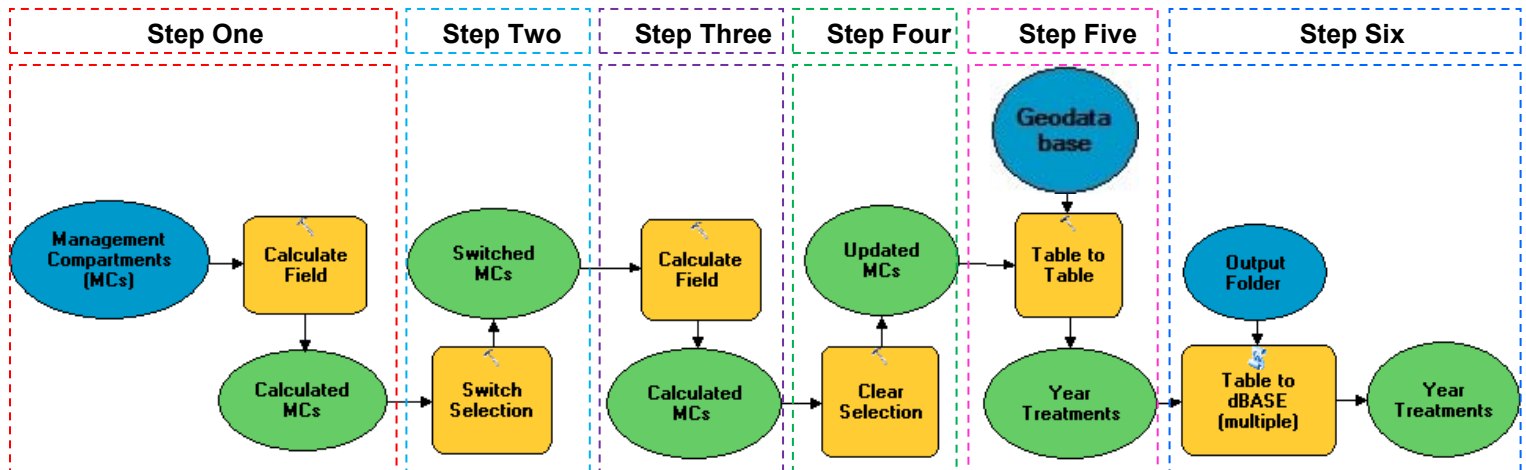 Step One
Step Two
Step Three
Step Four
Step Five
Step Six
Management
Compartments
(MCs)
Calculate
Field
Calculated
MCs
Switched
MCs
Switch
Selection
Calculate
Field
Calculated
MCs
Updated
MCs
Clear
Selection
Geodata
base
Table to
Table
Year
Treatments
Output
Folder
Table to
dBASE
(multiple)
Year
Treatments